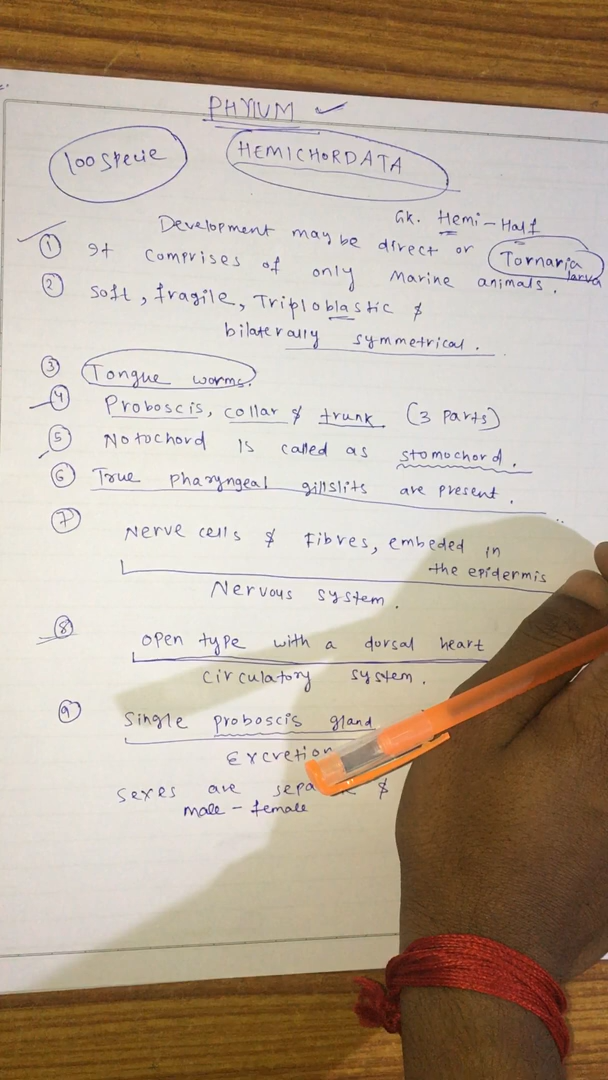 PHYIUM ✓
100 specie
HEMICHORDATA
Gk. Hemi - Half
Development may be direct or Tornaria larva
① It comprises of only Marine animals.
② Soft, fragile, Triploblastic &
bilaterally symmetrical.
③ Tongue worms.
④ Proboscis, collar & trunk (3 parts)
⑤ Notochord is called as stomochord.
⑥ True pharyngeal gillslits are present.
⑦ Nerve cells & Fibres, embeded in
the epidermis
Nervous system.
⑧ Open type with a dorsal heart
circulatory system.
⑨ Single proboscis gland
Excretion
Sexes are &
male - female